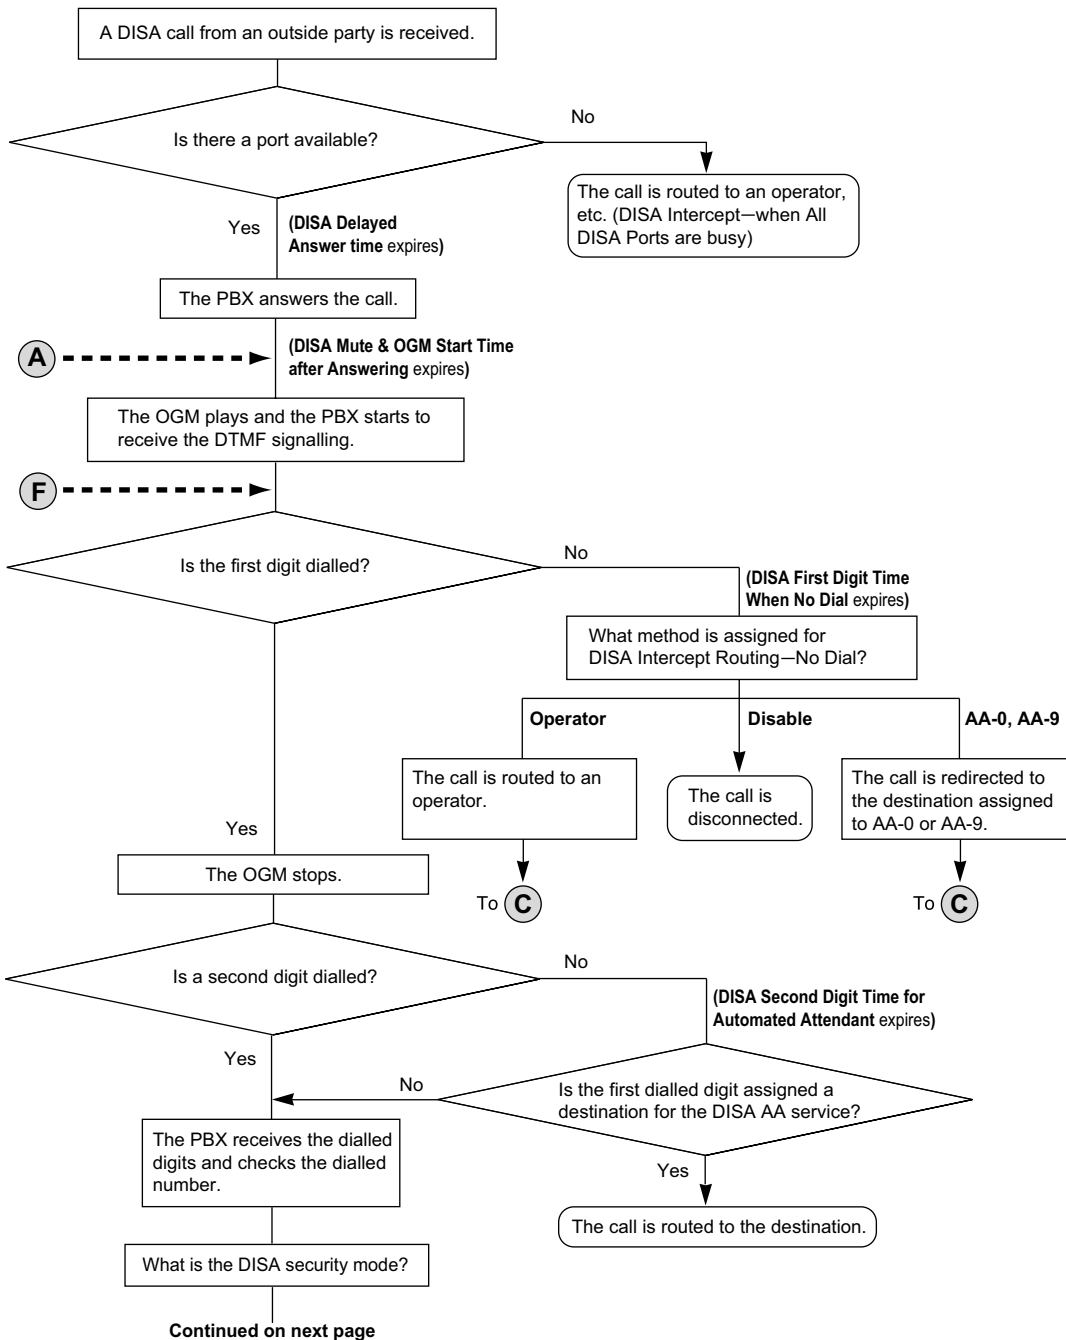 A DISA call from an outside party is received.
Is there a port available?
No
The call is routed to an operator,
etc. (DISA Intercept—when All
DISA Ports are busy)
Yes
(DISA Delayed
Answer time expires)
The PBX answers the call.
A
(DISA Mute & OGM Start Time
after Answering expires)
The OGM plays and the PBX starts to
receive the DTMF signalling.
F
Is the first digit dialled?
No
(DISA First Digit Time
When No Dial expires)
What method is assigned for
DISA Intercept Routing—No Dial?
Operator
Disable
AA-0, AA-9
The call is routed to an
operator.
The call is
disconnected.
The call is redirected to
the destination assigned
to AA-0 or AA-9.
Yes
The OGM stops.
To C
To C
Is a second digit dialled?
No
(DISA Second Digit Time for
Automated Attendant expires)
Yes
No
Is the first dialled digit assigned a
destination for the DISA AA service?
The PBX receives the dialled
digits and checks the dialled
number.
Yes
The call is routed to the destination.
What is the DISA security mode?
Continued on next page